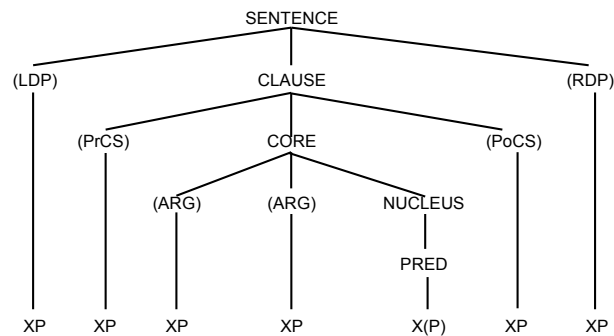 SENTENCE
(LDP) CLAUSE (RDP)
(PrCS) CORE (PoCS)
(ARG) (ARG) NUCLEUS
PRED
XP XP XP XP X(P) XP XP